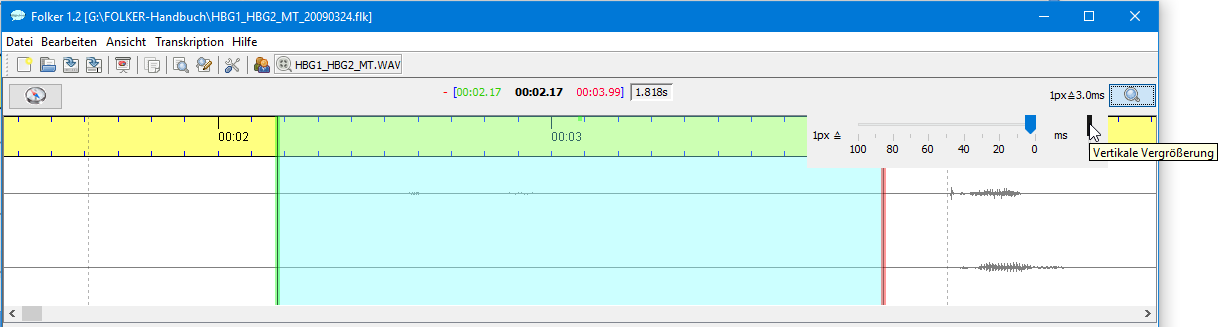 Folker 1.2 [G:\FOLKER-Handbuch\HBG1_HBG2_MT_20090324.flk]
Datei Bearbeiten Ansicht Transkription Hilfe
HBG1_HBG2_MT.WAV
- [00:02.17 00:02.17 00:03.99] 1.818s
1px≙3.0ms
00:02 00:03
1px ≙ ms
100 80 60 40 20 0
Vertikale Vergrößerung